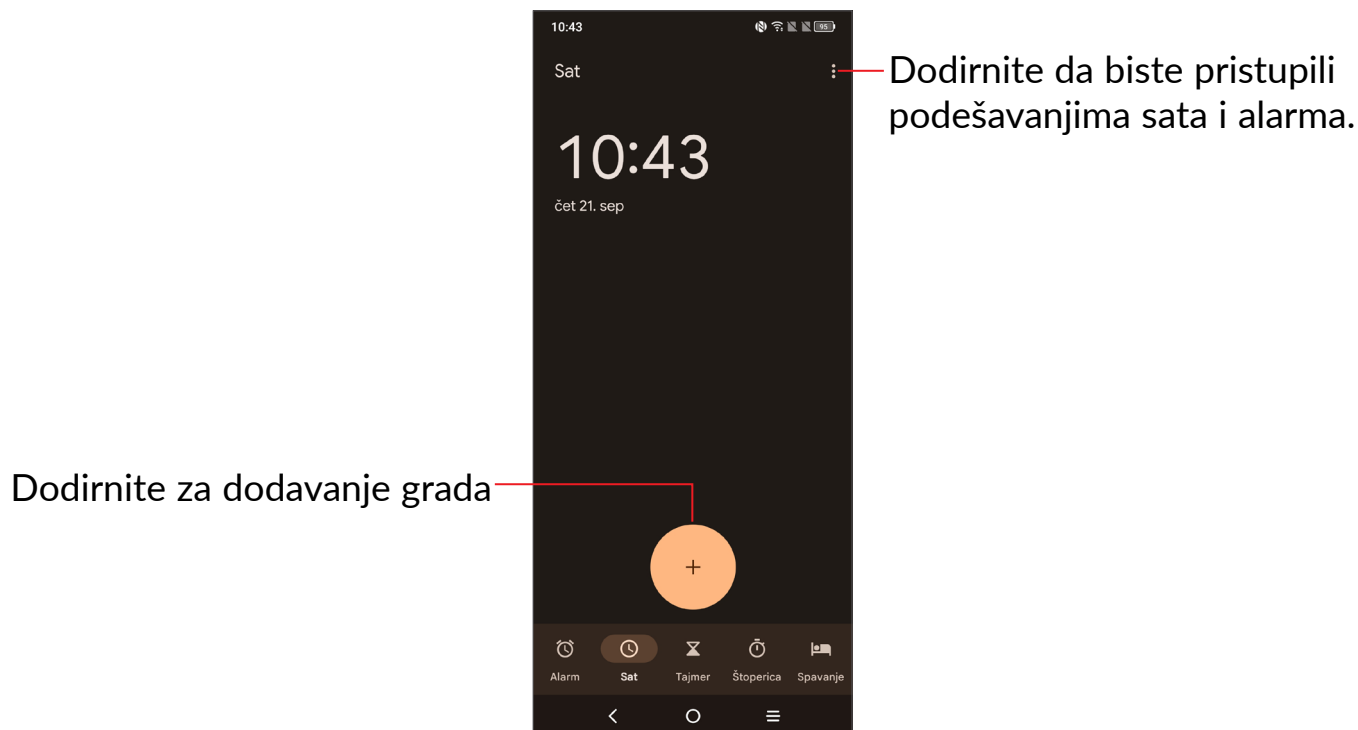 10:43
95
Sat
Dodirnite da biste pristupili
podešavanjima sata i alarma.
10:43
čet 21. sep
Dodirnite za dodavanje grada
Alarm
Sat
Tajmer
Štoperica
Spavanje